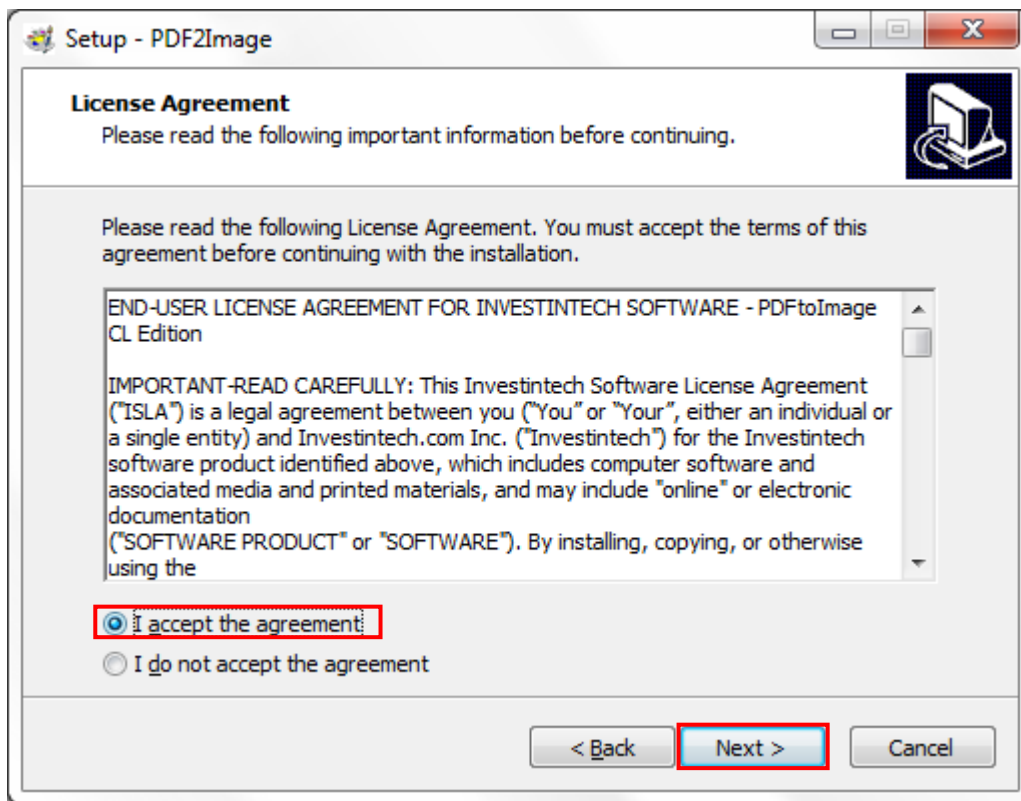 Setup - PDF2Image
License Agreement
Please read the following important information before continuing.
Please read the following License Agreement. You must accept the terms of this
agreement before continuing with the installation.
END-USER LICENSE AGREEMENT FOR INVESTINTECH SOFTWARE - PDFtoImage
CL Edition
IMPORTANT-READ CAREFULLY: This Investintech Software License Agreement
("ISLA") is a legal agreement between you (“You” or “Your”, either an individual or
a single entity) and Investintech.com Inc. ("Investintech") for the Investintech
software product identified above, which includes computer software and
associated media and printed materials, and may include "online" or electronic
documentation
("SOFTWARE PRODUCT" or "SOFTWARE"). By installing, copying, or otherwise
using the
I accept the agreement
I do not accept the agreement
< Back Next > Cancel